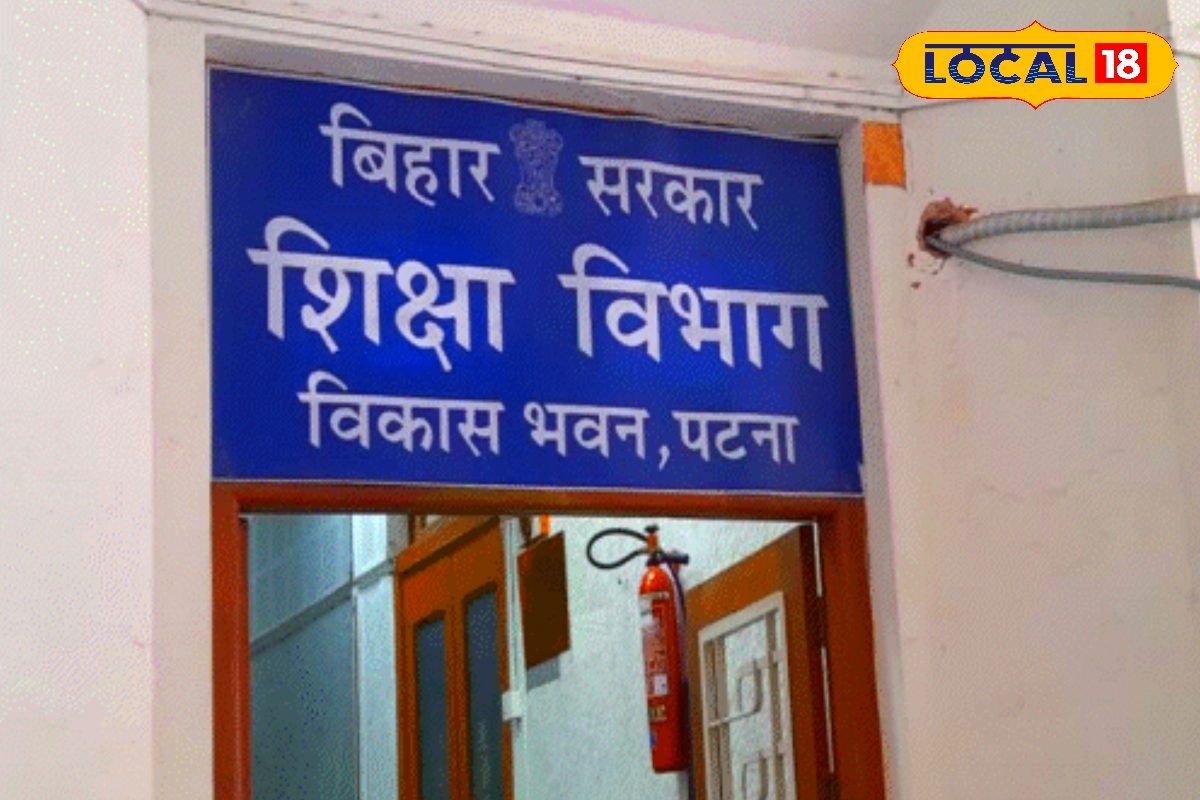 LOCAL 18
बिहार सरकार
शिक्षा विभाग
विकास भवन, पटना